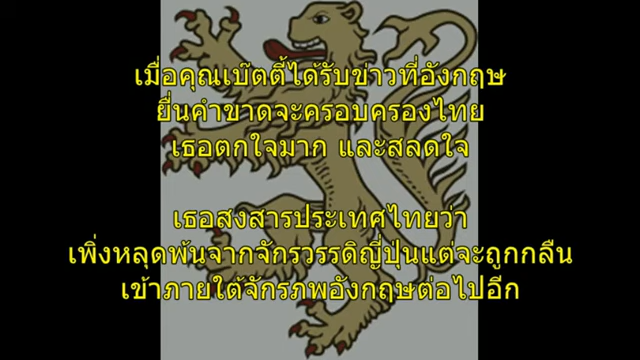 เมื่อคุณเบ๊ตตี้ได้รับข่าวที่อังกฤษ
ยื่นคำขาดจะครอบครองไทย
เธอตกใจมาก และสลดใจ
เธอสงสารประเทศไทยว่า
เพิ่งหลุดพ้นจากจักรวรรดิญี่ปุ่นแต่จะถูกกลืน
เข้าภายใต้จักรภพอังกฤษต่อไปอีก